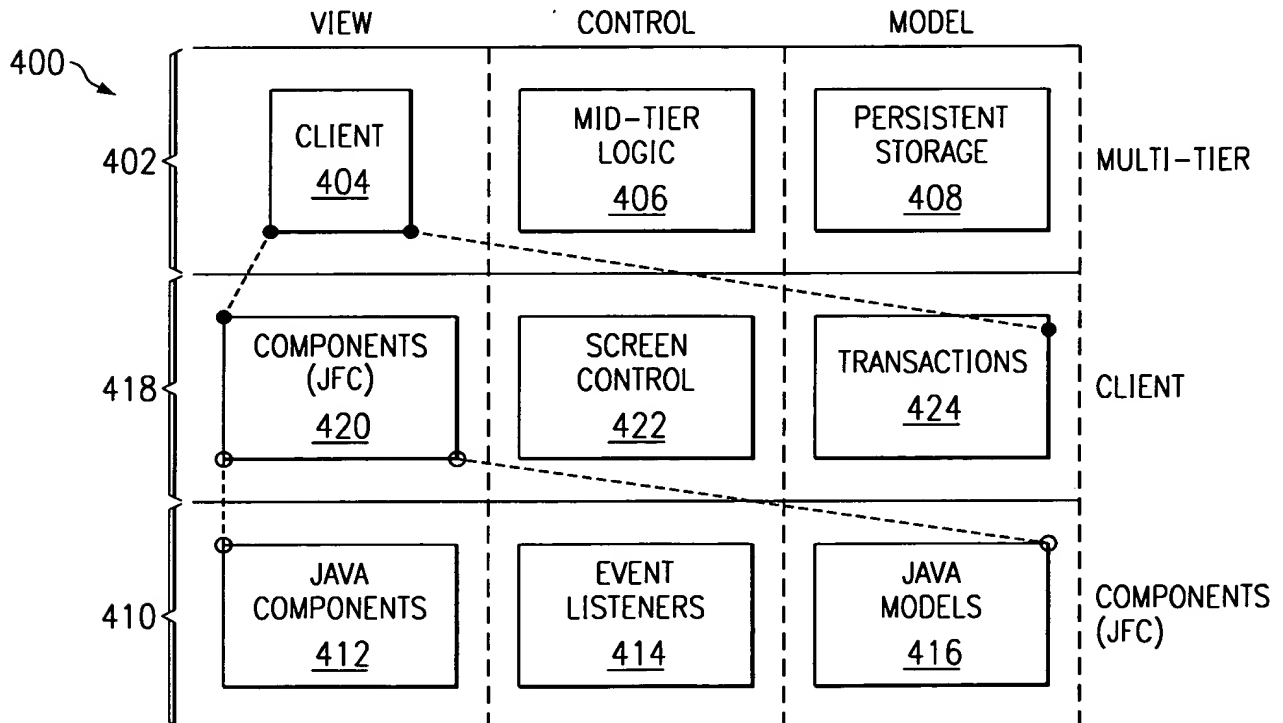 VIEW
CONTROL
MODEL
400
402
CLIENT
404
MID-TIER
LOGIC
406
PERSISTENT
STORAGE
408
MULTI-TIER
418
COMPONENTS
(JFC)
420
SCREEN
CONTROL
422
TRANSACTIONS
424
CLIENT
410
JAVA
COMPONENTS
412
EVENT
LISTENERS
414
JAVA
MODELS
416
COMPONENTS
(JFC)